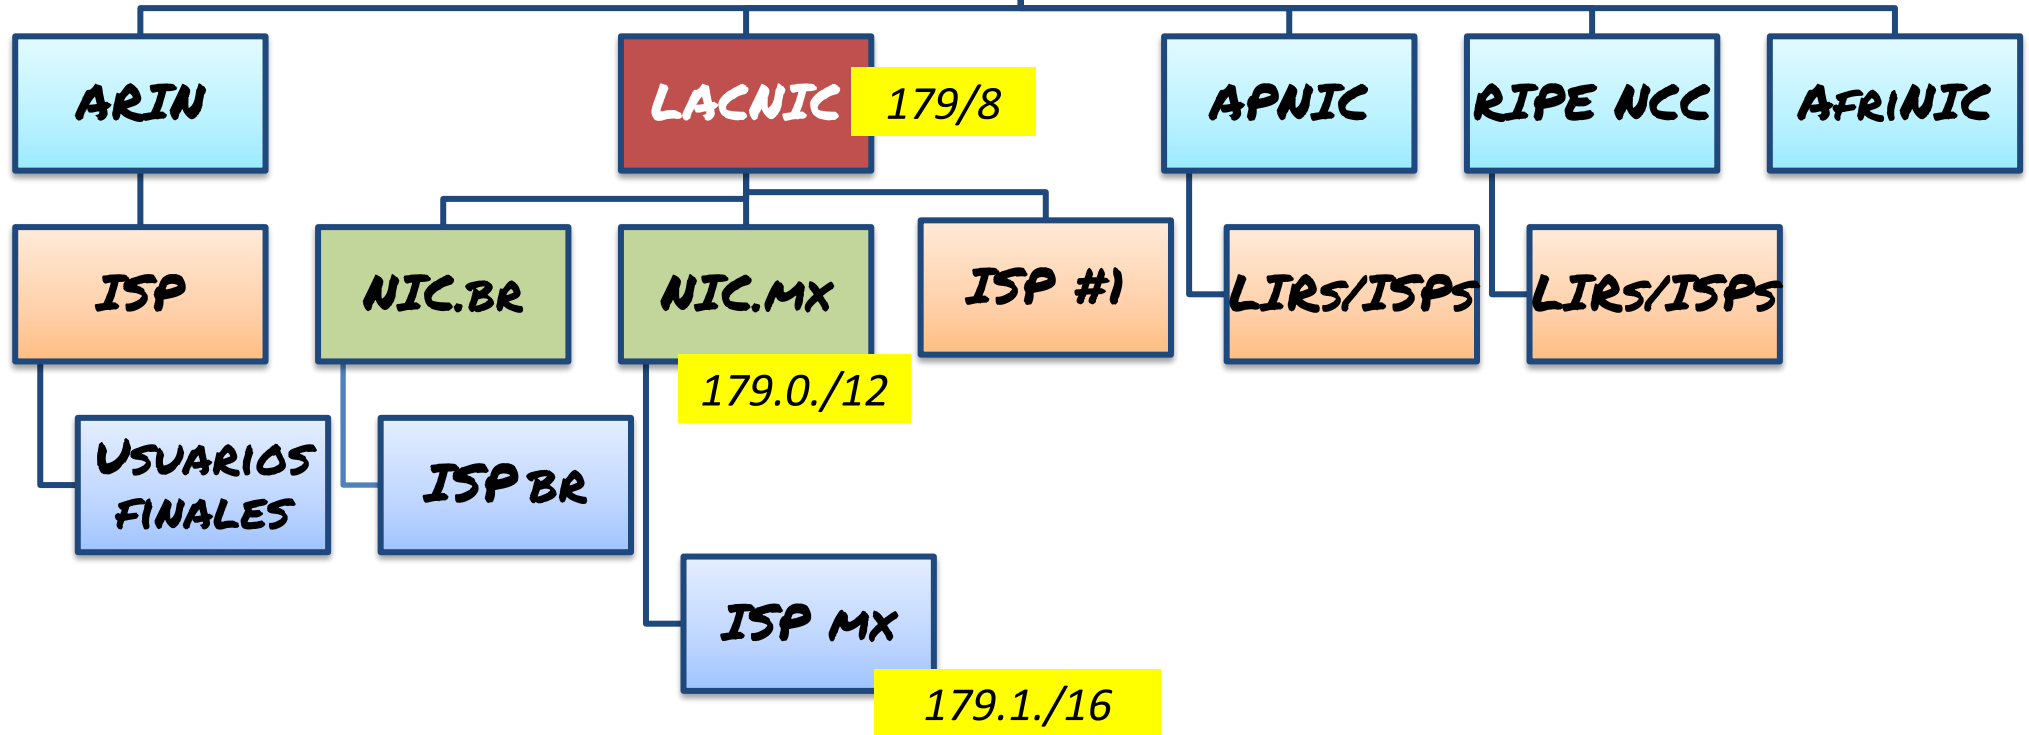 ARIN
LACNIC
179/8
APNIC
RIPE NCC
AfriNIC
ISP
NIC.br
NIC.mx
ISP #1
LIRs/ISPs
LIRs/ISPs
179.0./12
Usuarios
finales
ISP br
ISP mx
179.1./16